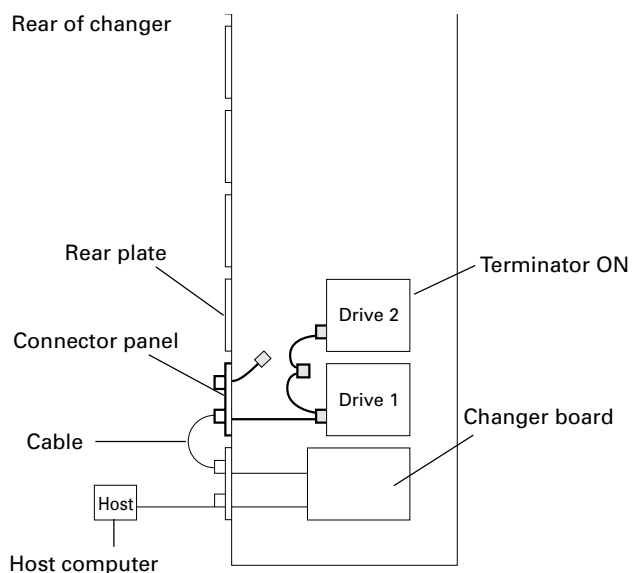 Rear of changer
Rear plate
Terminator ON
Drive 2
Connector panel
Drive 1
Changer board
Cable
Host
Host computer